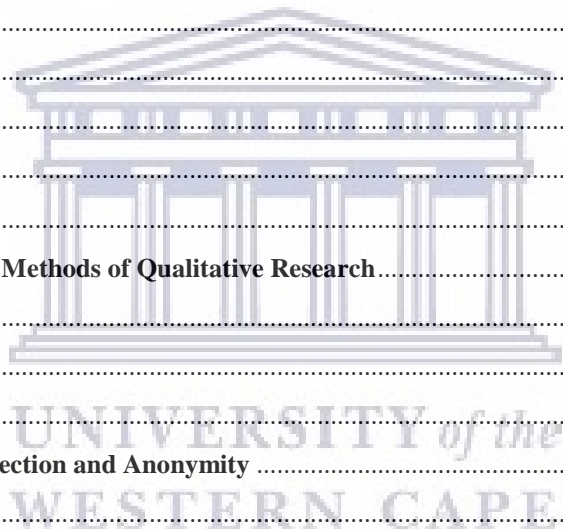 ..........................................................................................
..........................................................................................
..........................................................................................
..........................................................................................
..........................................................................................
Methods of Qualitative Research..............................
..........................................................................................
..........................................................................................
..........................................................................................
UNIVERSITY of the
ection and Anonymity ..................................................
WESTERN CAPE
..........................................................................................